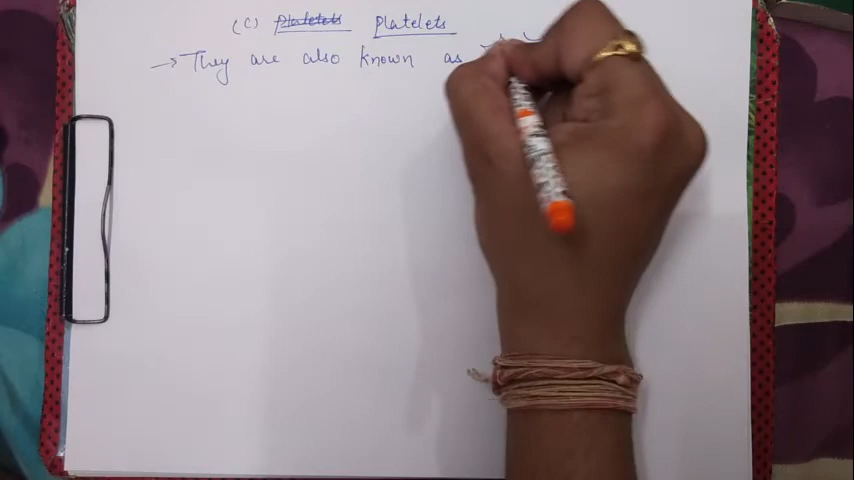 (C) Platelets Platelets
→ They are also known as